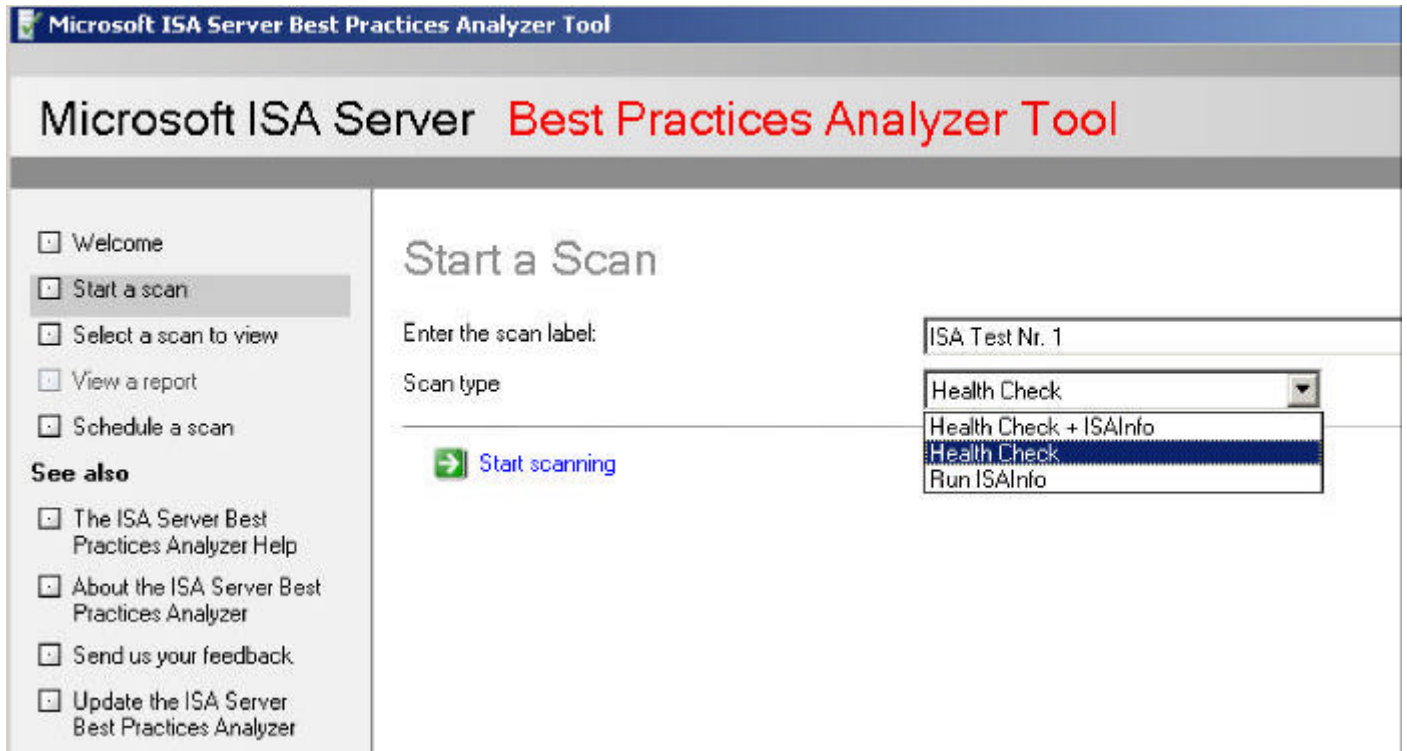 Microsoft ISA Server Best Practices Analyzer Tool
Microsoft ISA Server Best Practices Analyzer Tool
Welcome
Start a scan
Select a scan to view
View a report
Schedule a scan
See also
The ISA Server Best
Practices Analyzer Help
About the ISA Server Best
Practices Analyzer
Send us your feedback
Update the ISA Server
Best Practices Analyzer
Start a Scan
Enter the scan label:
ISA Test Nr. 1
Scan type
Health Check
Health Check + ISAInfo
Health Check
Run ISAInfo
Start scanning